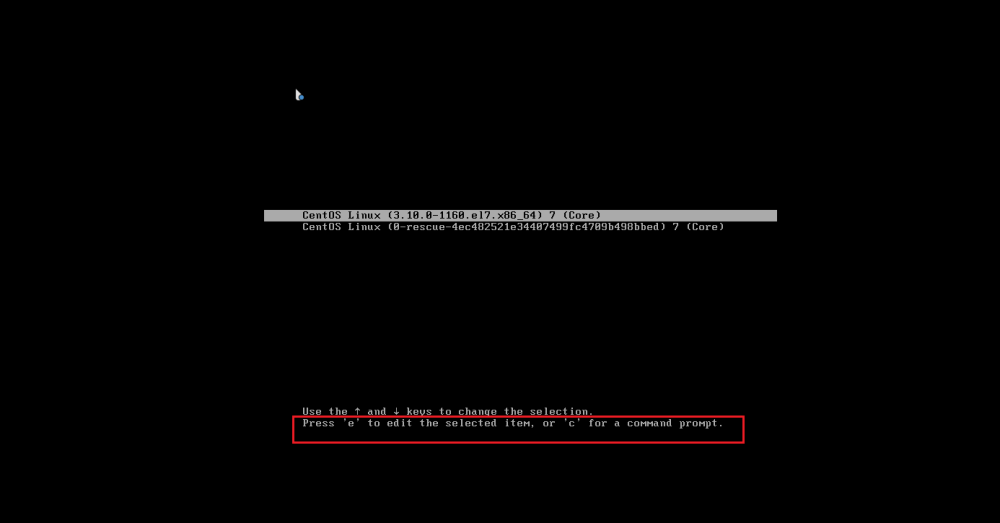 CentOS Linux (3.10.0-1160.el7.x86_64) 7 (Core)
CentOS Linux (0-rescue-4ec482521e34407499fc4709b498bbed) 7 (Core)
Use the ↑ and ↓ keys to change the selection.
Press 'e' to edit the selected item, or 'c' for a command prompt.